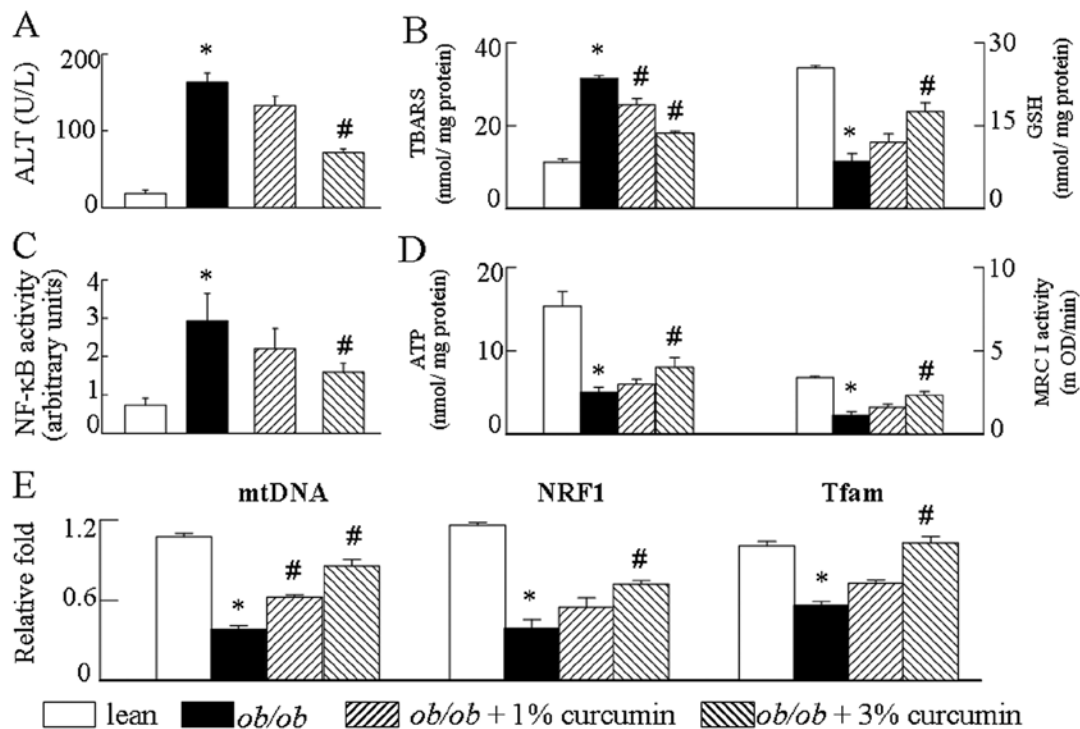 A
ALT (U/L)
200
100
0
*
#
B
TBARS
(nmol/ mg protein)
40
20
0
*
#
#
*
#
30
15
0
GSH
(nmol/ mg protein)
C
NF-κB activity
(arbitrary units)
4
3
2
1
0
*
#
D
ATP
(nmol/ mg protein)
20
10
0
*
#
*
#
10
5
0
MRC I activity
(m OD/min)
E
Relative fold
1.2
0.6
0
mtDNA
*
#
#
NRF1
*
#
Tfam
*
#
lean ob/ob ob/ob + 1% curcumin ob/ob + 3% curcumin